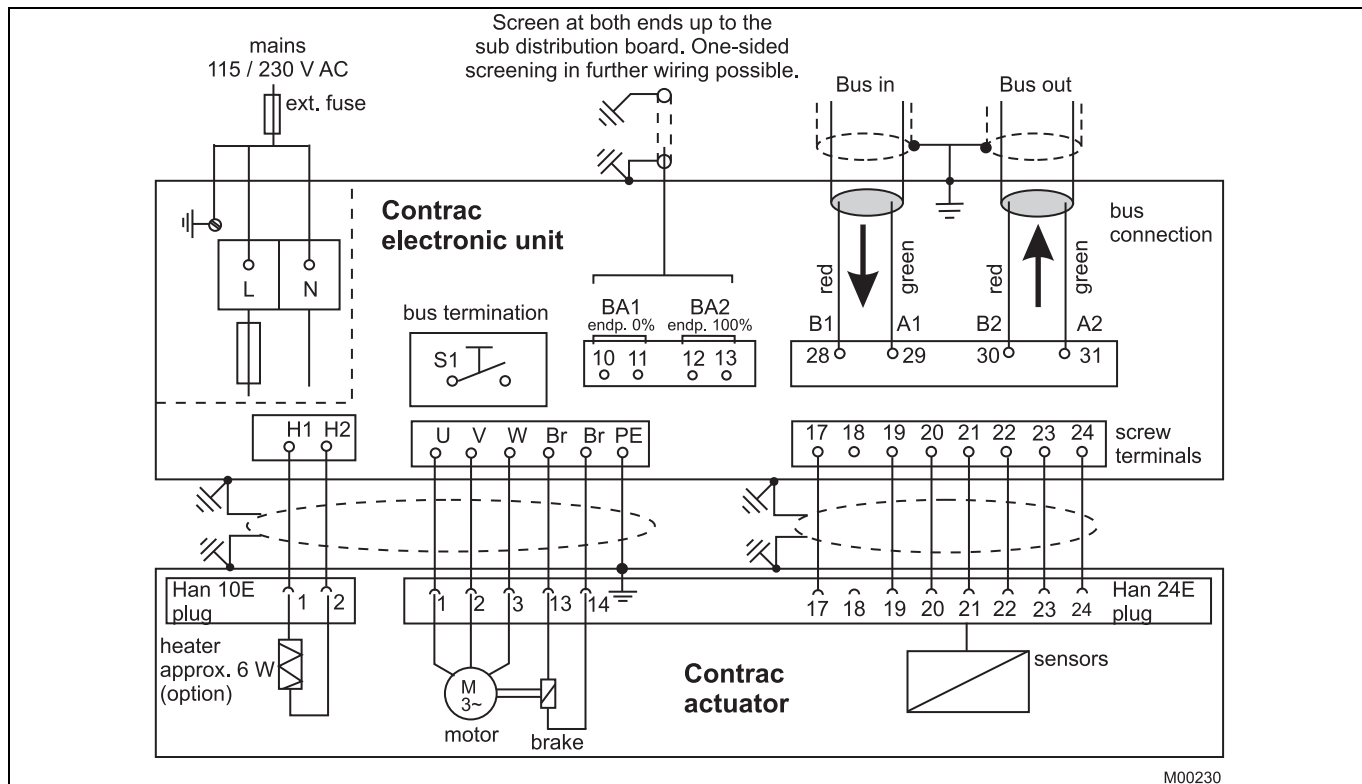 Screen at both ends up to the
sub distribution board. One-sided
screening in further wiring possible.
mains
115 / 230 V AC
ext. fuse
Bus in
Bus out
Contrac
electronic unit
bus
connection
L
N
red
green
red
green
bus termination
S1
BA1
endp. 0%
BA2
endp. 100%
10 11 12 13
B1 A1 B2 A2
28 29 30 31
H1 H2
U V W Br Br PE
17 18 19 20 21 22 23 24
screw
terminals
Han 10E
plug
1 2
1 2 3 13 14
17 18 19 20 21 22 23 24
Han 24E
plug
heater
approx. 6 W
(option)
M
3~
motor
brake
Contrac
actuator
sensors
M00230